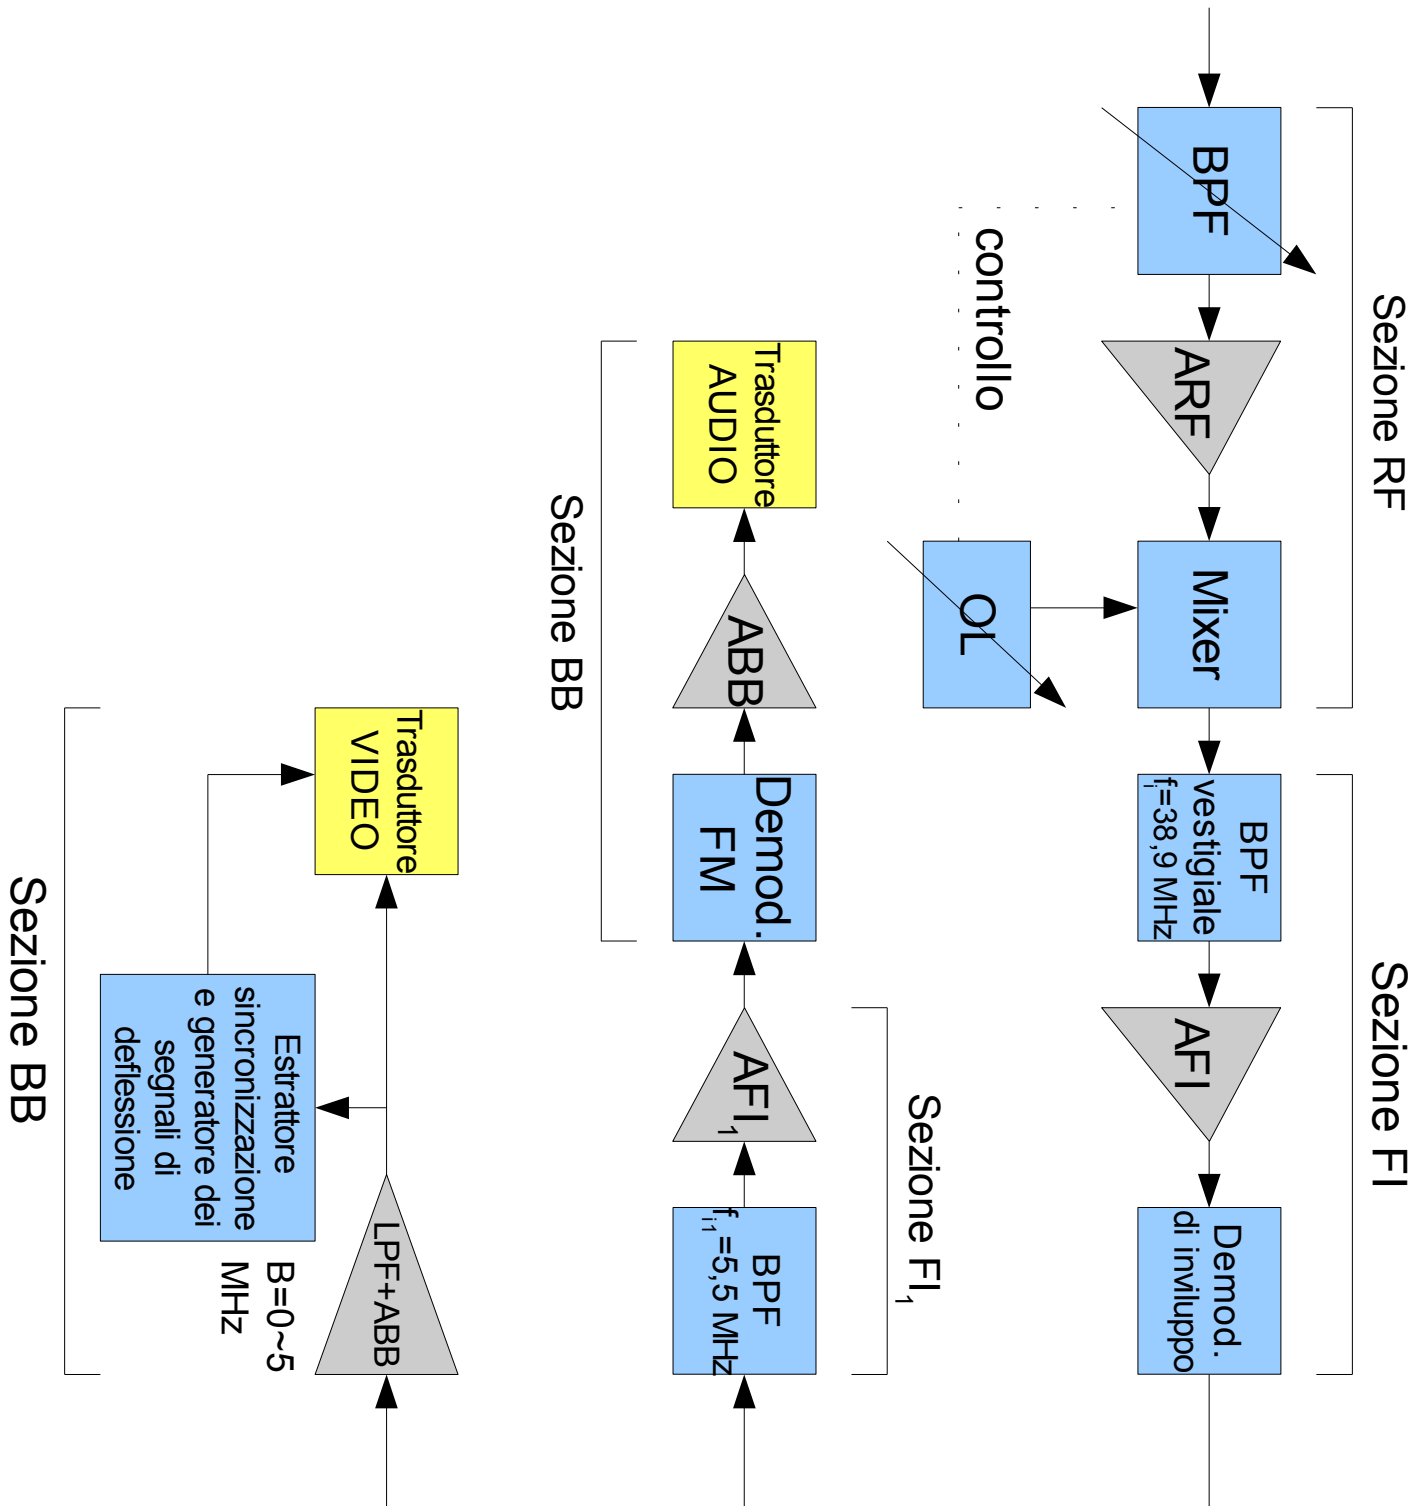 Sezione RF
Sezione FI
BPF
ARF
Mixer
BPF
vestigiale
fi=38,9 MHz
AFI
Demod.
di inviluppo
controllo
OL
Sezione FI1
Trasduttore
AUDIO
ABB
Demod.
FM
AFI1
BPF
fi1=5,5 MHz
Sezione BB
Trasduttore
VIDEO
LPF+ABB
B=0~5
MHz
Estrattore
sincronizzazione
e generatore dei
segnali di
deflessione
Sezione BB